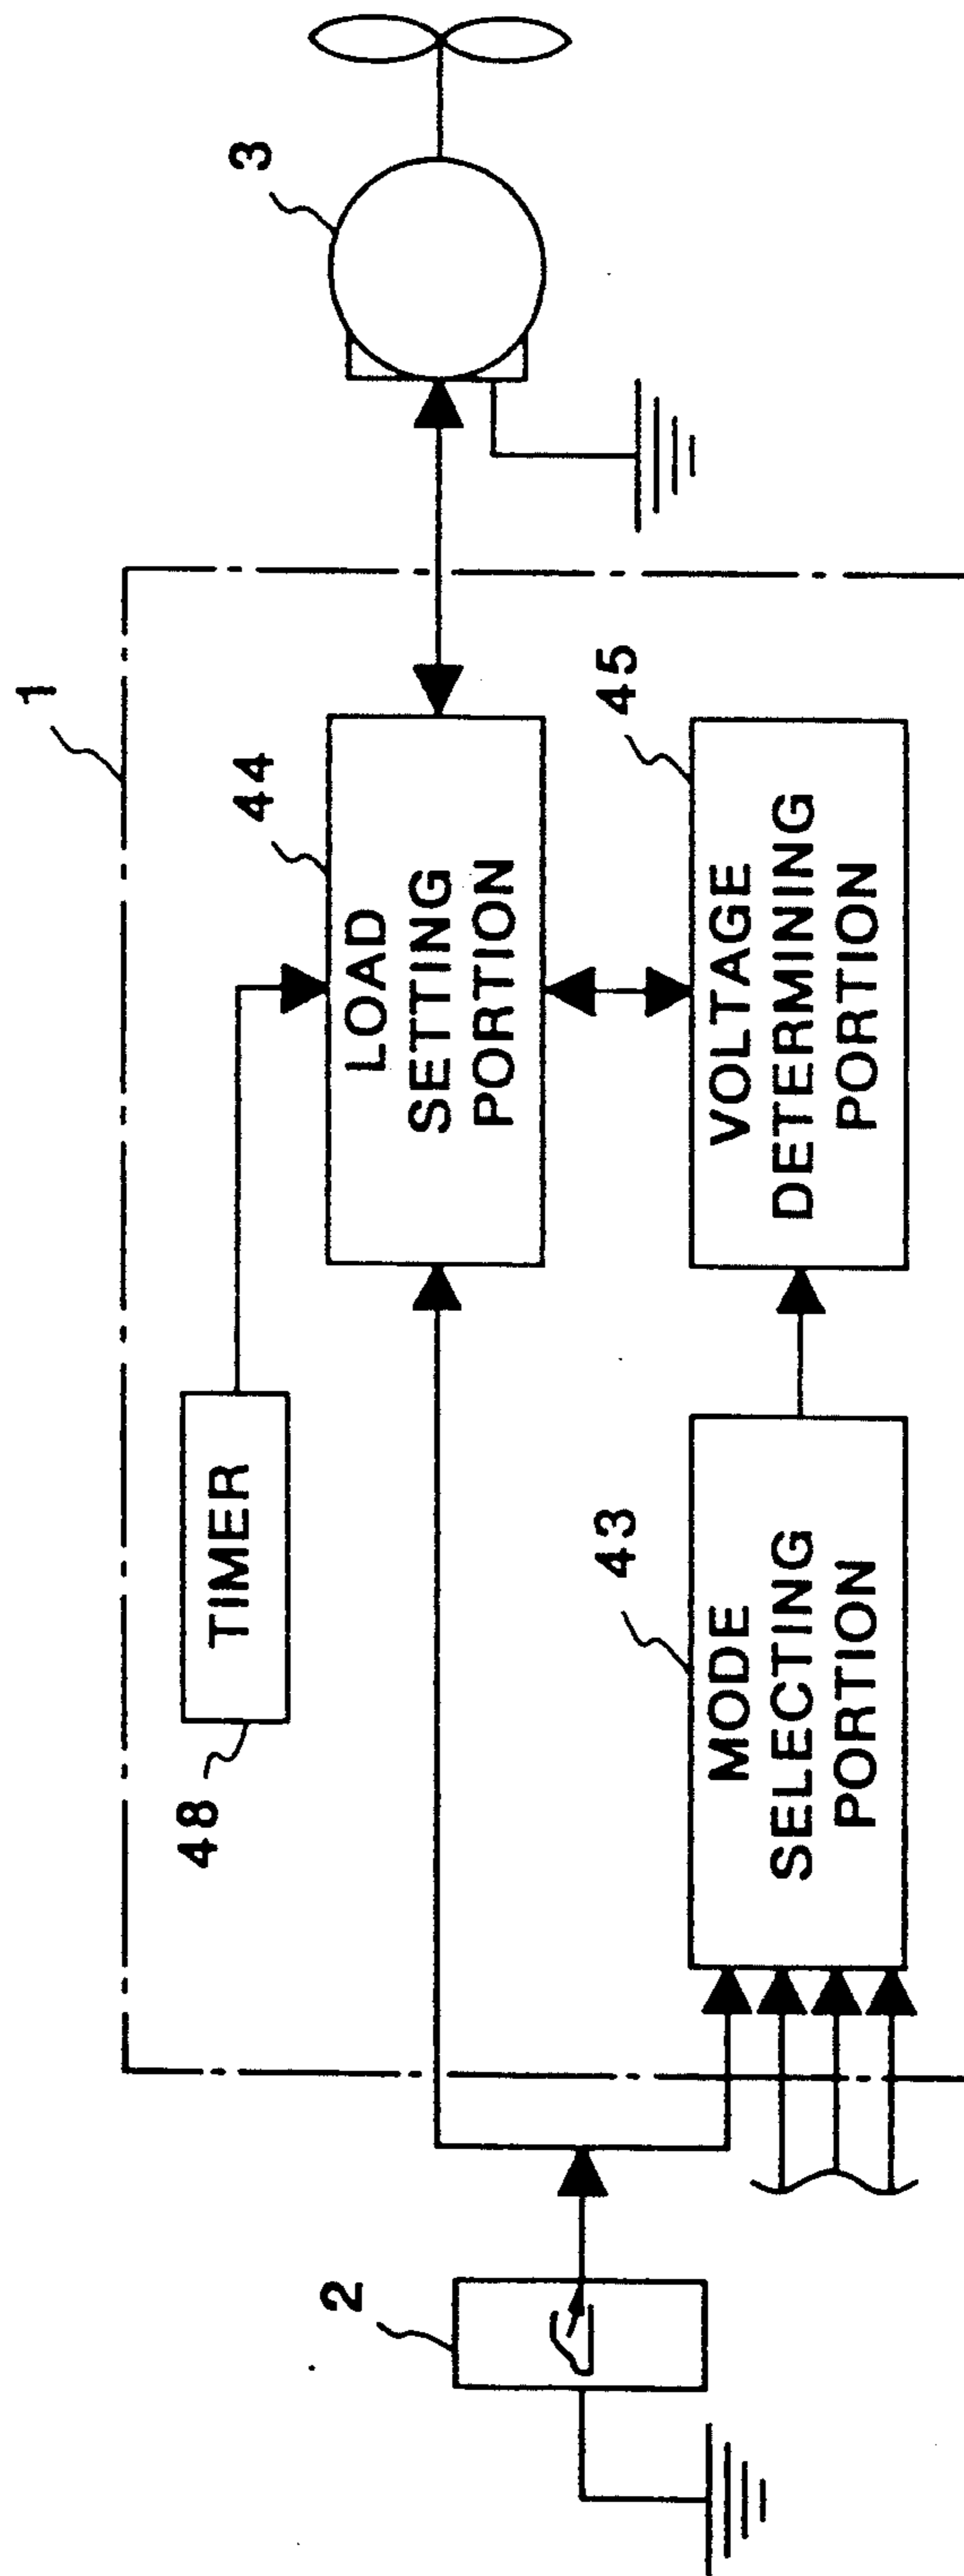 1
3
TIMER
48
44
LOAD
SETTING
PORTION
45
VOLTAGE
DETERMINING
PORTION
43
MODE
SELECTING
PORTION
2